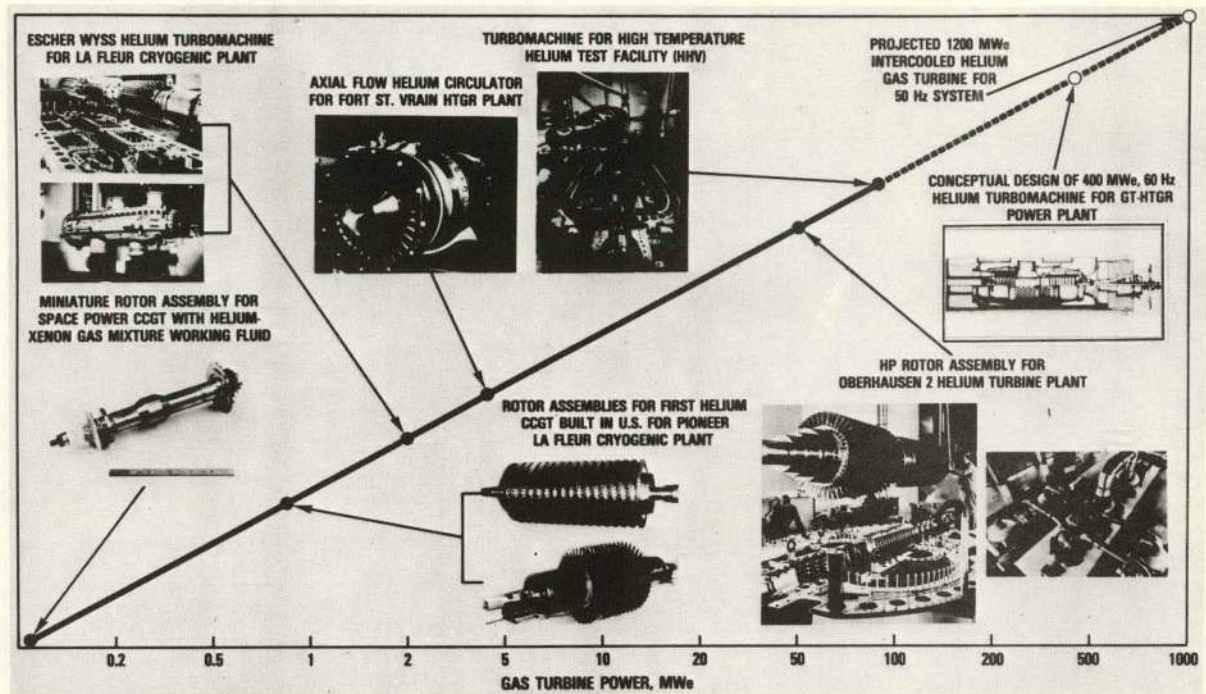 ESCHER WYSS HELIUM TURBOMACHINE
FOR LA FLEUR CRYOGENIC PLANT
TURBOMACHINE FOR HIGH TEMPERATURE
HELIUM TEST FACILITY (HHV)
AXIAL FLOW HELIUM CIRCULATOR
FOR FORT ST. VRAIN HTGR PLANT
PROJECTED 1200 MWe
INTERCOOLED HELIUM
GAS TURBINE FOR
50 Hz SYSTEM
CONCEPTUAL DESIGN OF 400 MWe, 60 Hz
HELIUM TURBOMACHINE FOR GT-HTGR
POWER PLANT
MINIATURE ROTOR ASSEMBLY FOR
SPACE POWER CCGT WITH HELIUM-
XENON GAS MIXTURE WORKING FLUID
HP ROTOR ASSEMBLY FOR
OBERHAUSEN 2 HELIUM TURBINE PLANT
ROTOR ASSEMBLIES FOR FIRST HELIUM
CCGT BUILT IN U.S. FOR PIONEER
LA FLEUR CRYOGENIC PLANT
0.2 0.5 1 2 5 10 20 50 100 200 500 1000
GAS TURBINE POWER, MWe